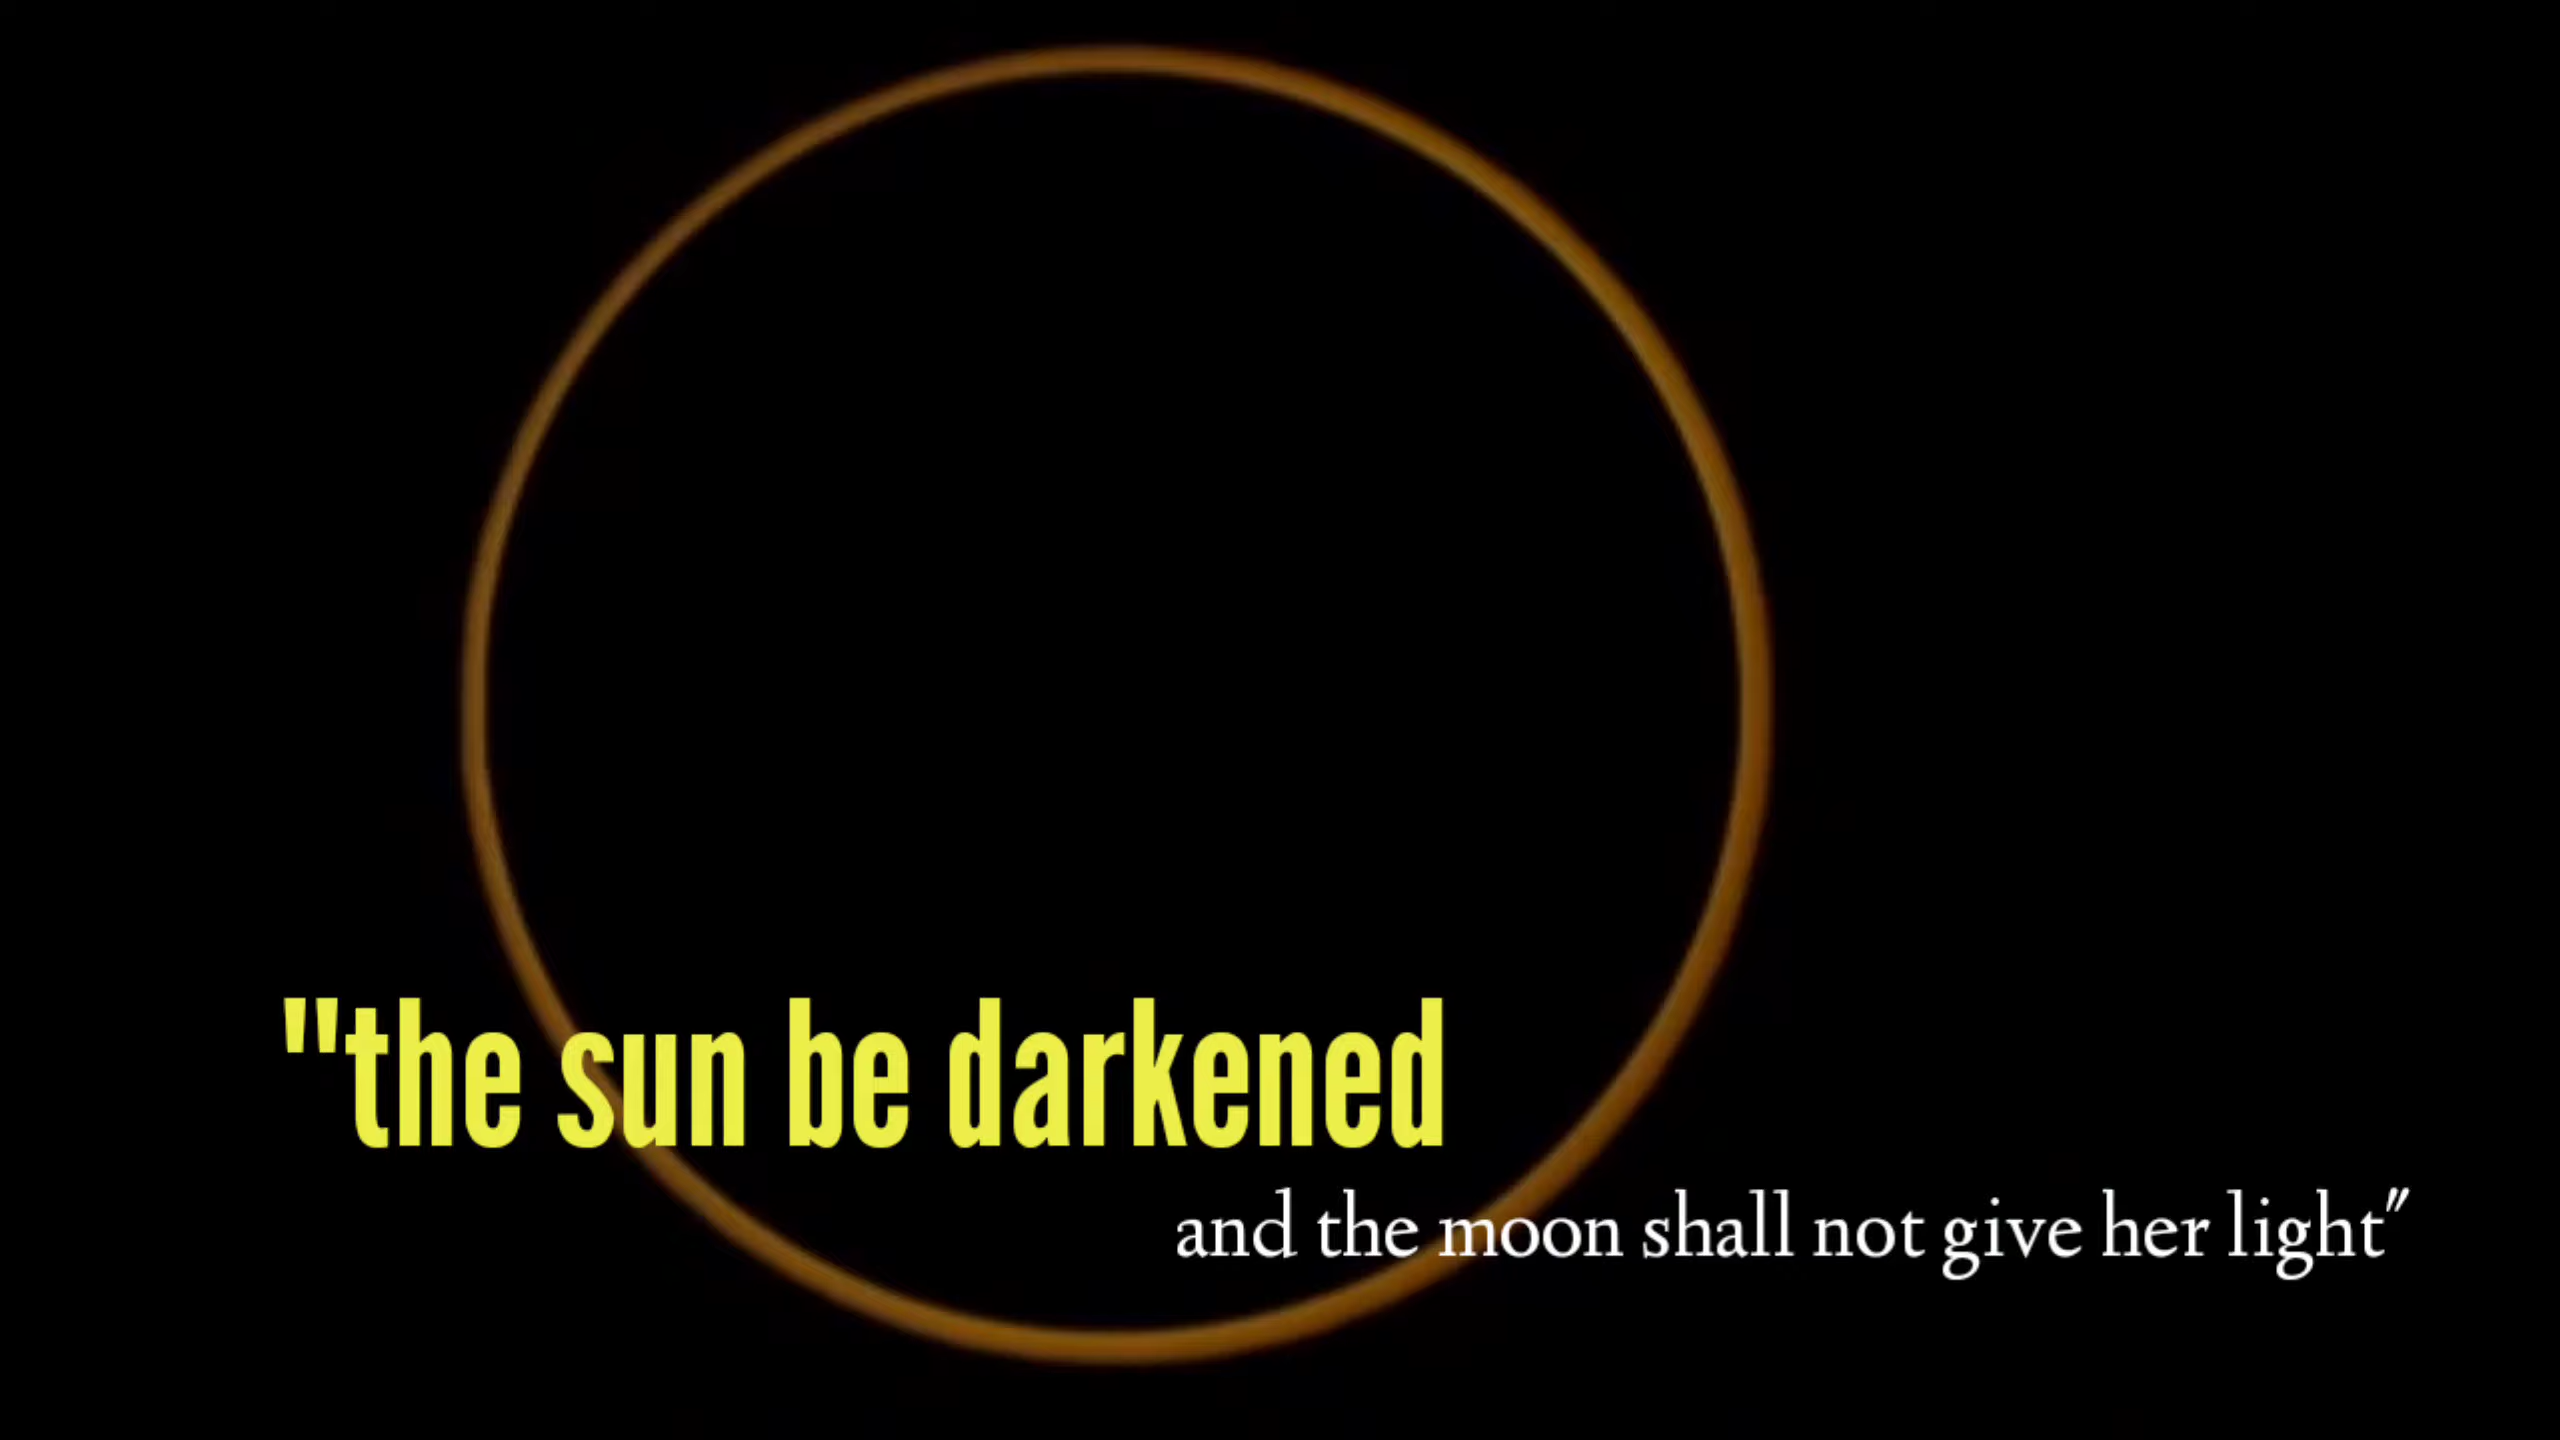 "the sun be darkened
and the moon shall not give her light"